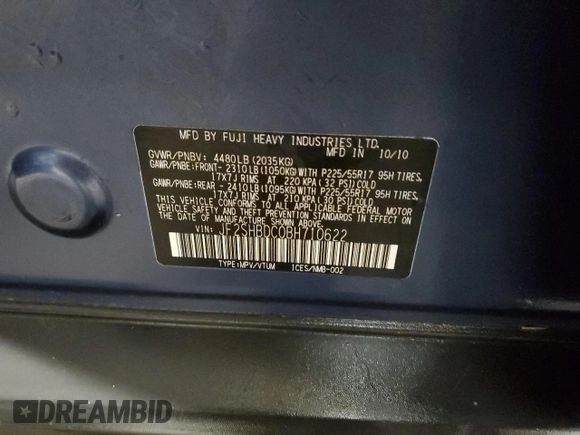 MFD BY FUJI HEAVY INDUSTRIES LTD.
MFD IN 10/10
GVWR/PNBV: 4480LB (2035KG)
GAWR/PNBE:FRONT- 2310LB(1050KG)WITH P225/55R17 95H TIRES,
17X7J RIMS AT 220 KPA(32 PSI)COLD
GAWR/PNBE:REAR - 2410LB(1095KG)WITH P225/55R17 95H TIRES,
17X7J RIMS AT 210 KPA(30 PSI)COLD
THIS VEHICLE CONFORMS TO ALL APPLICABLE FEDERAL MOTOR
VEHICLE SAFETY AND THEFT PREVENTION STANDARDS IN EFFECT
ON THE DATE OF MANUFACTURE SHOWN ABOVE.
VIN: JF2SHBDC0BH710622
TYPE:MPV/VTUM ICES/NMB-002
DREAMBID